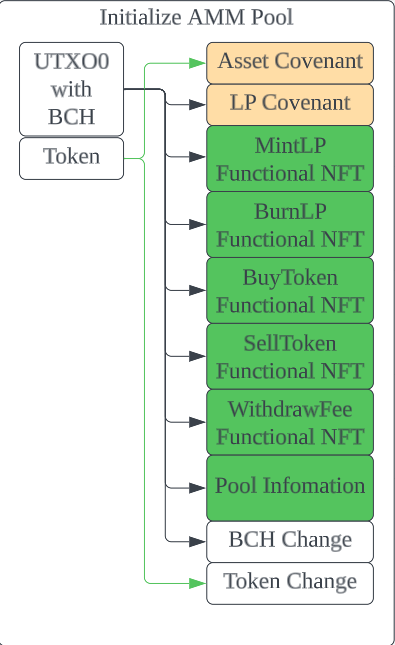 Initialize AMM Pool
UTXO0
with
BCH
Token
Asset Covenant
LP Covenant
MintLP
Functional NFT
BurnLP
Functional NFT
BuyToken
Functional NFT
SellToken
Functional NFT
WithdrawFee
Functional NFT
Pool Infomation
BCH Change
Token Change